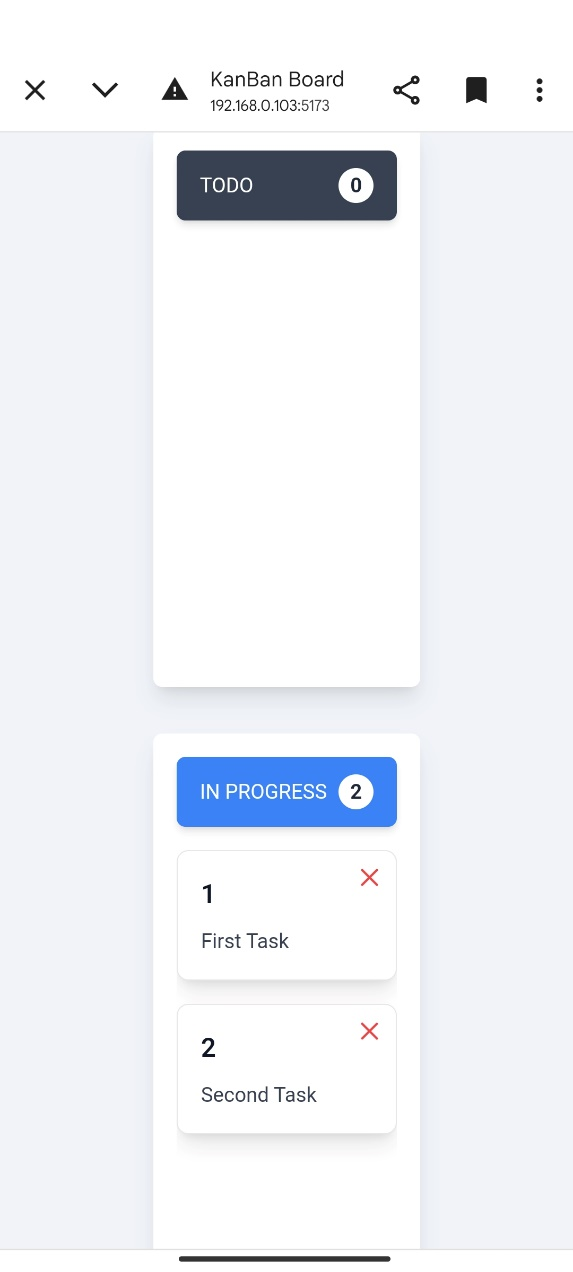 KanBan Board
192.168.0.103:5173
TODO 0
IN PROGRESS 2
1
First Task
2
Second Task